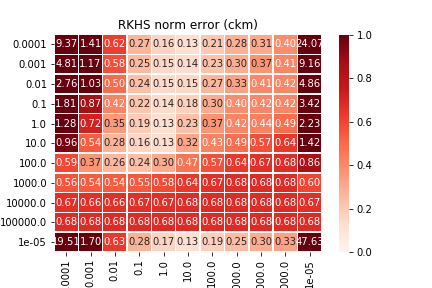 RKHS norm error (ckm)
0.0001 9.37 1.41 0.62 0.27 0.16 0.13 0.21 0.28 0.31 0.40 24.07
0.001 4.81 1.17 0.58 0.25 0.15 0.14 0.23 0.30 0.37 0.41 9.16
0.01 2.76 1.03 0.50 0.24 0.15 0.15 0.27 0.33 0.41 0.42 4.86
0.1 1.81 0.87 0.42 0.22 0.14 0.18 0.30 0.40 0.42 0.42 3.42
1.0 1.28 0.72 0.35 0.19 0.13 0.23 0.37 0.42 0.44 0.49 2.23
10.0 0.96 0.54 0.28 0.16 0.13 0.32 0.43 0.49 0.57 0.64 1.42
100.0 0.59 0.37 0.26 0.24 0.30 0.47 0.57 0.64 0.67 0.68 0.86
1000.0 0.56 0.54 0.54 0.55 0.58 0.64 0.67 0.68 0.68 0.68 0.60
10000.0 0.67 0.66 0.66 0.67 0.67 0.68 0.68 0.68 0.68 0.68 0.67
100000.0 0.68 0.68 0.68 0.68 0.68 0.68 0.68 0.68 0.68 0.68 0.68
1e-05 9.51 1.70 0.63 0.28 0.17 0.13 0.19 0.25 0.30 0.33 47.63
0001 0.001 0.01 0.1 1.0 10.0 100.0 000.0 000.0 000.0 1e-05
1.0
0.8
0.6
0.4
0.2
0.0